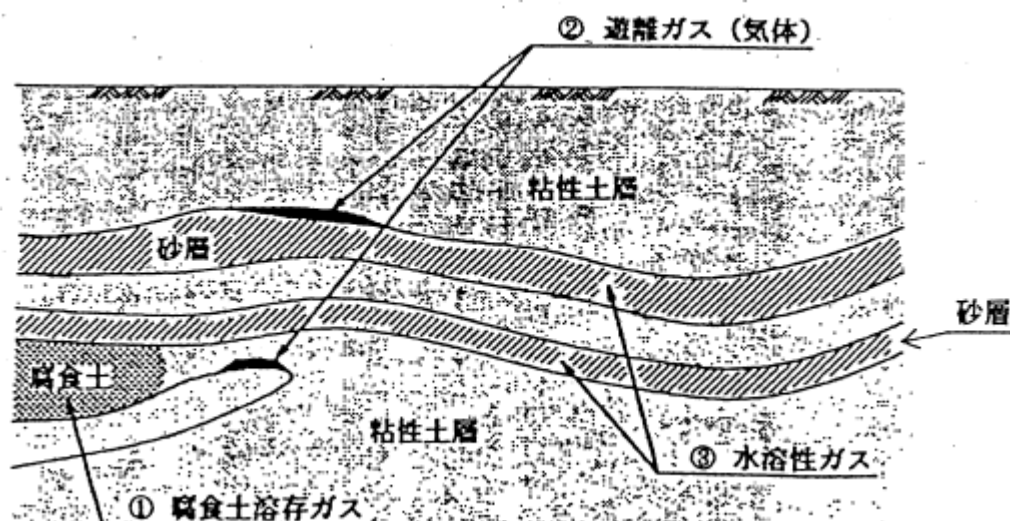 ② 遊離ガス (気体)
粘性土層
砂層
砂層
腐食土
粘性土層
③ 水溶性ガス
① 腐食土溶存ガス